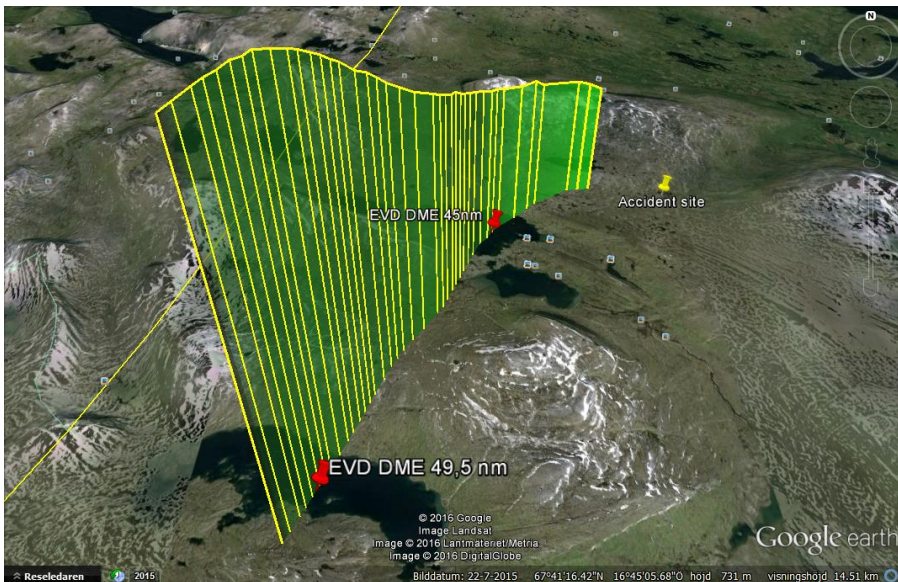 N
EVD DME 45nm
Accident site
EVD DME 49,5 nm
© 2016 Google
Image Landsat
Image © 2016 Lantmäteriet/Metria
Image © 2016 DigitalGlobe
Google earth
Reseledaren 2015 Bilddatum: 22-7-2015 67°41'16.42"N 16°45'05.68"Ö höjd 731 m visningshöjd 14.51 km